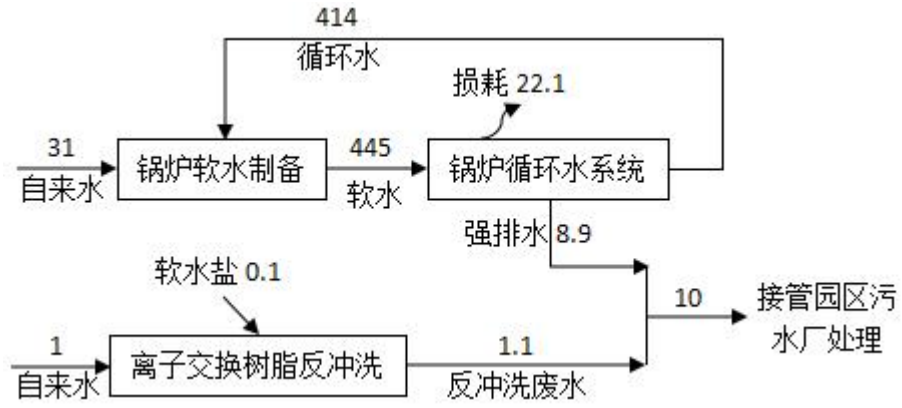 414
循环水
损耗 22.1
31
自来水
锅炉软水制备
445
软水
锅炉循环水系统
强排水 8.9
软水盐 0.1
10
接管园区污
水厂处理
1
自来水
离子交换树脂反冲洗
1.1
反冲洗废水